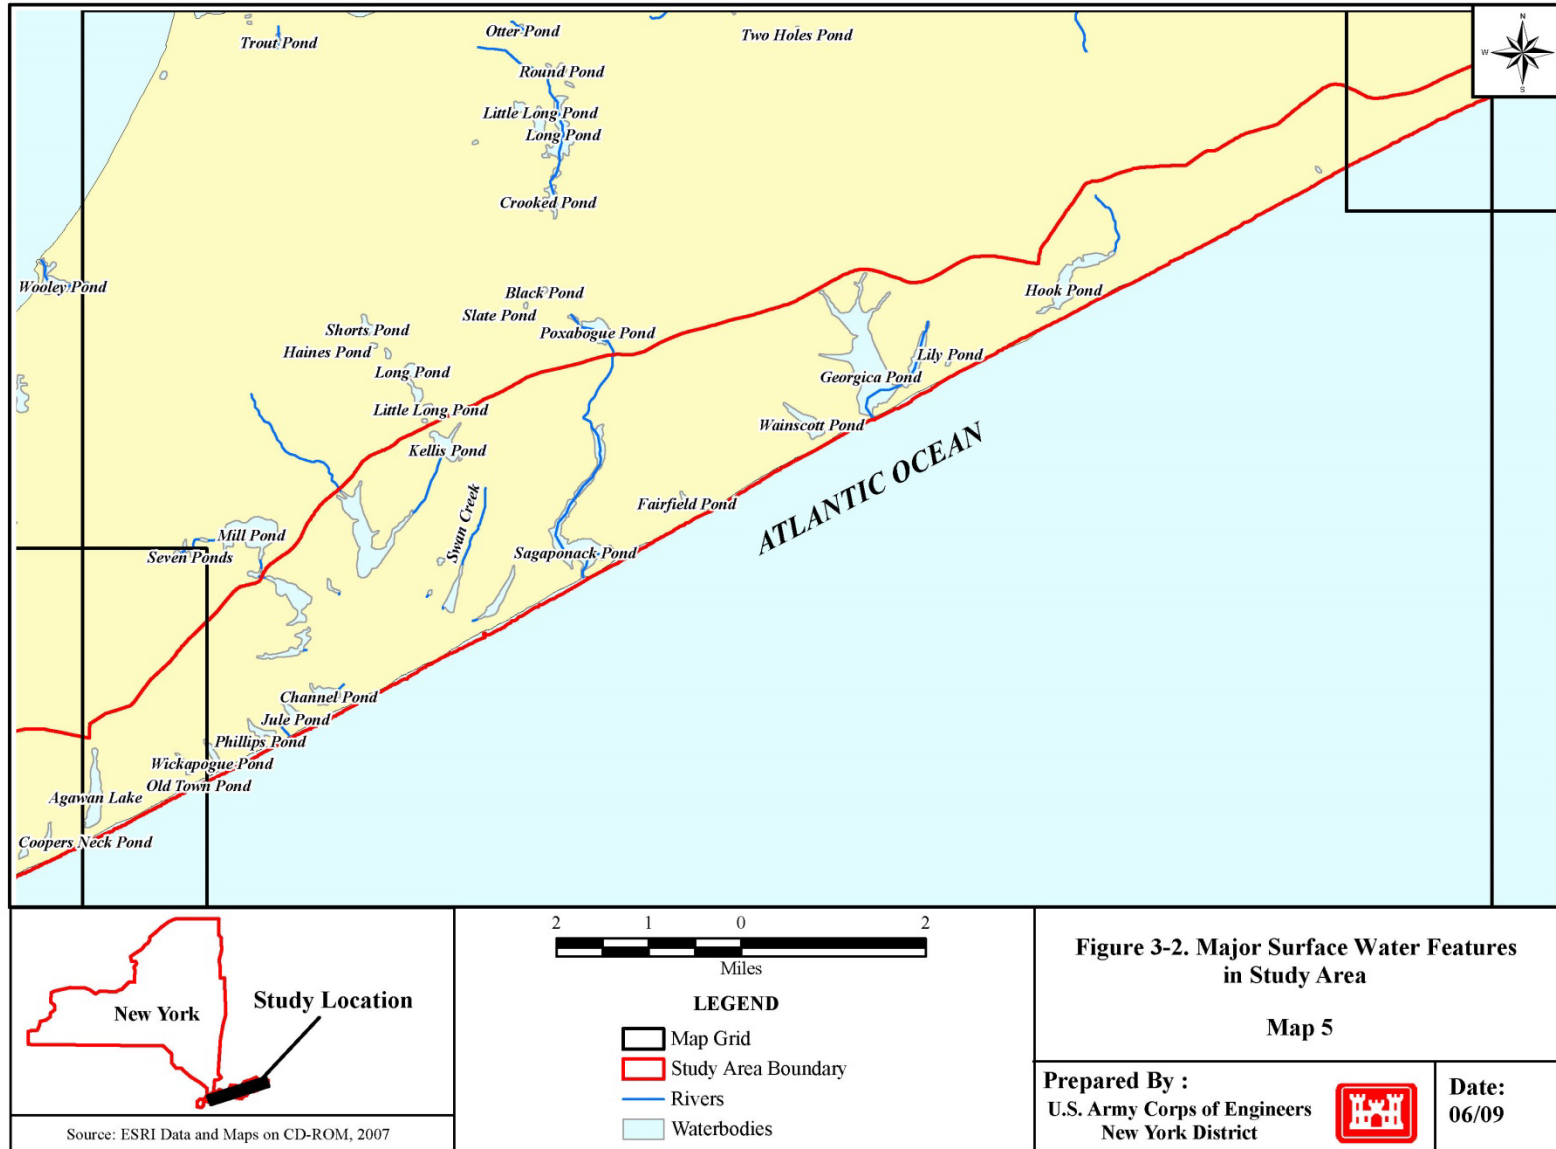 N
W
S
Trout Pond
Otter Pond
Two Holes Pond
Round Pond
Little Long Pond
Long Pond
Crooked Pond
Wooley Pond
Black Pond
Slate Pond
Poxabogue Pond
Hook Pond
Shorts Pond
Haines Pond
Long Pond
Little Long Pond
Kellis Pond
Lily Pond
Georgica Pond
Wainscott Pond
ATLANTIC OCEAN
Fairfield Pond
Swan Creek
Sagaponack Pond
Mill Pond
Seven Ponds
Channel Pond
Jule Pond
Phillips Pond
Wickapogue Pond
Old Town Pond
Agawan Lake
Coopers Neck Pond
New York
Study Location
Source: ESRI Data and Maps on CD-ROM, 2007
2 1 0 2
Miles
LEGEND
Map Grid
Study Area Boundary
Rivers
Waterbodies
Figure 3-2. Major Surface Water Features
in Study Area
Map 5
Prepared By :
U.S. Army Corps of Engineers
New York District
Date:
06/09